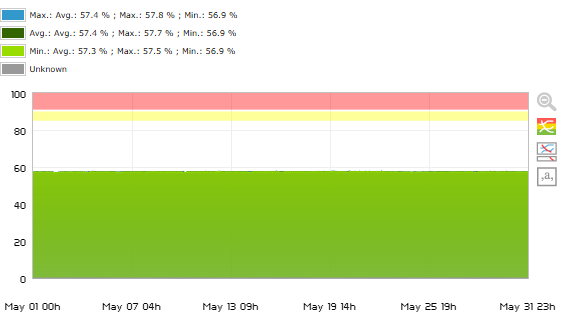 Max.: Avg.: 57.4 % ; Max.: 57.8 % ; Min.: 56.9 %
Avg.: Avg.: 57.4 % ; Max.: 57.7 % ; Min.: 56.9 %
Min.: Avg.: 57.3 % ; Max.: 57.5 % ; Min.: 56.9 %
Unknown
100
80
60
40
20
0
May 01 00h May 07 04h May 13 09h May 19 14h May 25 19h May 31 23h
,a,